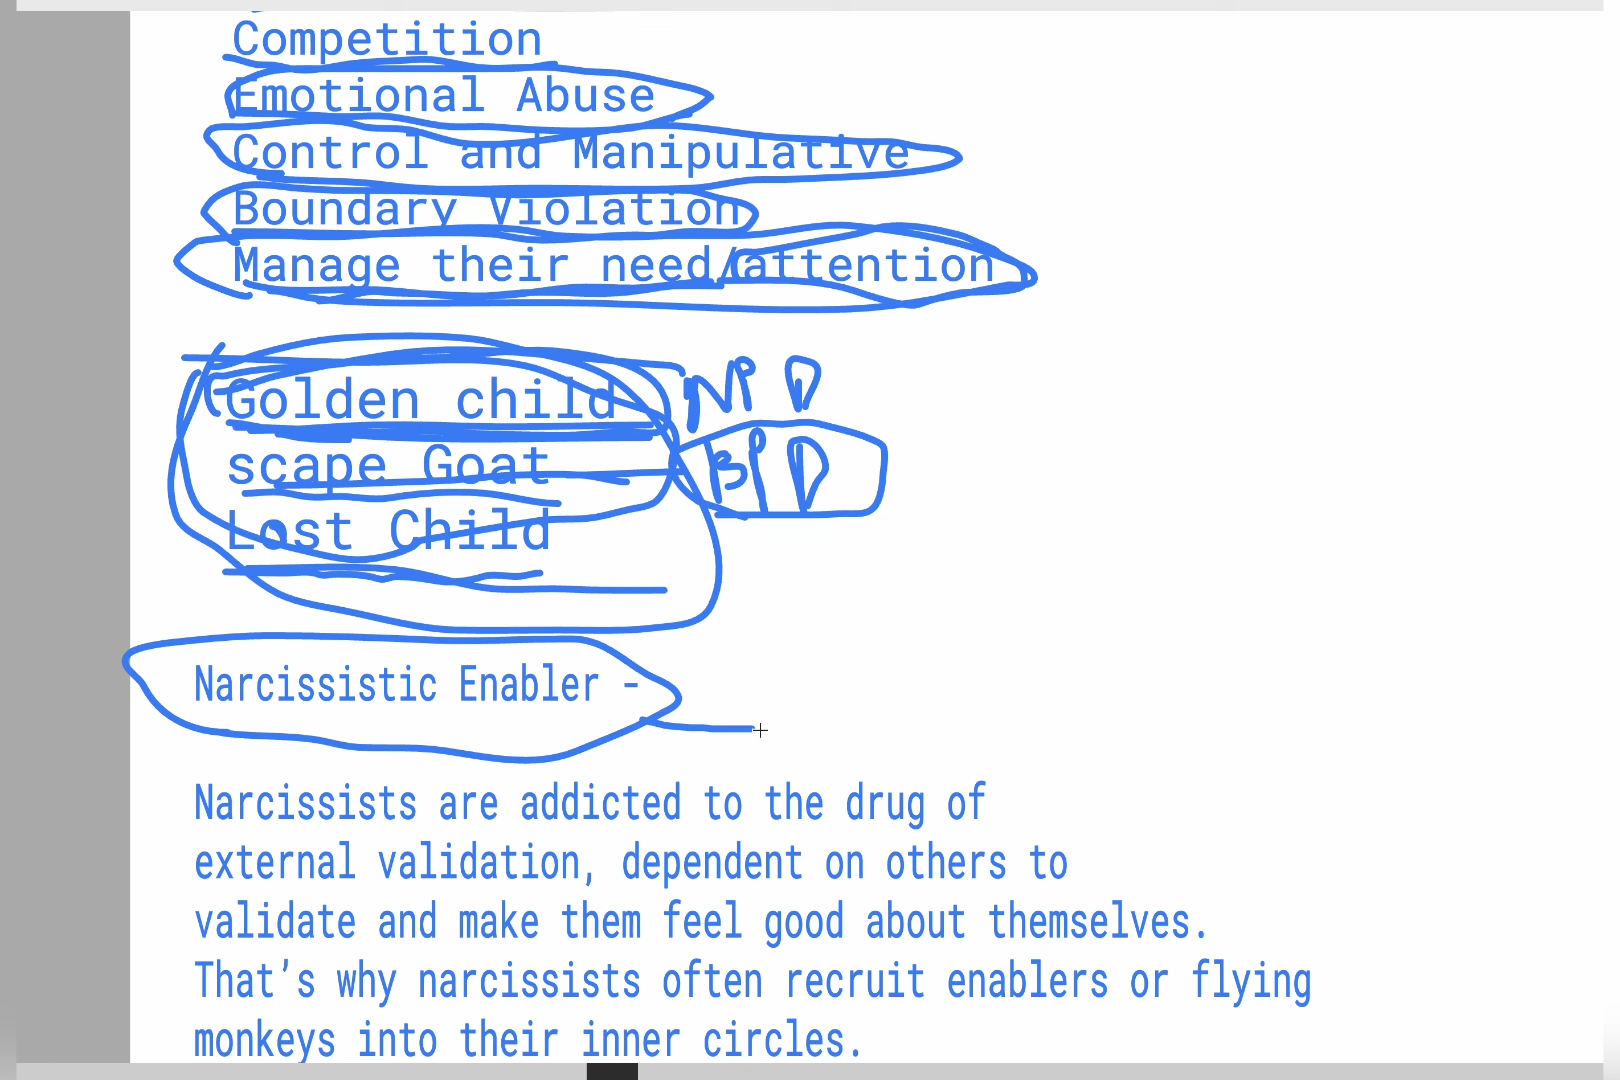 Competition
Emotional Abuse
Control and Manipulative
Boundary Violation
Manage their need/attention
Golden child NPD
scape Goat BPD
Lost Child
Narcissistic Enabler -
Narcissists are addicted to the drug of
external validation, dependent on others to
validate and make them feel good about themselves.
That’s why narcissists often recruit enablers or flying
monkeys into their inner circles.